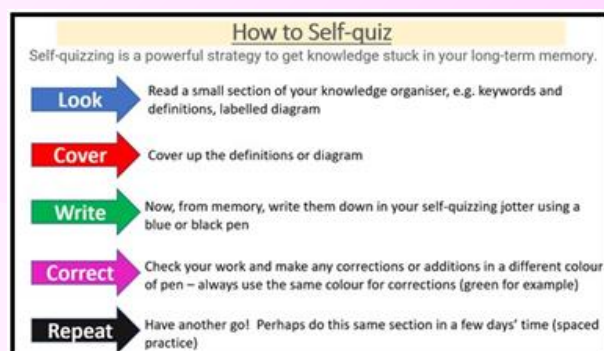 How to Self-quiz
Self-quizzing is a powerful strategy to get knowledge stuck in your long-term memory.
Look
Read a small section of your knowledge organiser, e.g. keywords and
definitions, labelled diagram
Cover
Cover up the definitions or diagram
Write
Now, from memory, write them down in your self-quizzing jotter using a
blue or black pen
Correct
Check your work and make any corrections or additions in a different colour
of pen – always use the same colour for corrections (green for example)
Repeat
Have another go! Perhaps do this same section in a few days' time (spaced
practice)